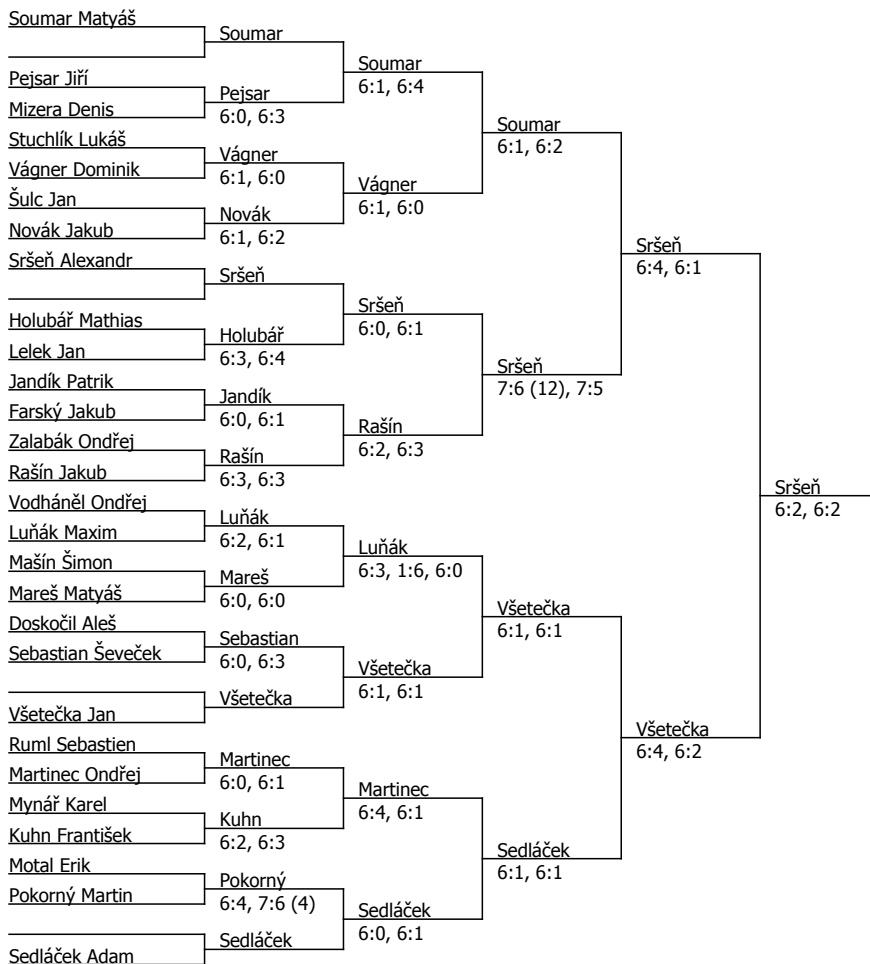 Soumar Matyáš
Soumar
Pejsar Jiří
Mizera Denis
Pejsar
6:0, 6:3
Soumar
6:1, 6:4
Stuchlík Lukáš
Vágner Dominik
Vágner
6:1, 6:0
Šulc Jan
Novák Jakub
Novák
6:1, 6:2
Vágner
6:1, 6:0
Soumar
6:1, 6:2
Sršeň Alexandr
Sršeň
Holubář Mathias
Lelek Jan
Holubář
6:3, 6:4
Sršeň
6:0, 6:1
Jandík Patrik
Farský Jakub
Jandík
6:0, 6:1
Zalabák Ondřej
Rašín Jakub
Rašín
6:3, 6:3
Rašín
6:2, 6:3
Sršeň
7:6 (12), 7:5
Sršeň
6:4, 6:1
Vodháněl Ondřej
Luňák Maxim
Luňák
6:2, 6:1
Mašín Šimon
Mareš Matyáš
Mareš
6:0, 6:0
Luňák
6:3, 1:6, 6:0
Doskočil Aleš
Sebastian Ševeček
Sebastian
6:0, 6:3
Všetečka Jan
Všetečka
Všetečka
6:1, 6:1
Všetečka
6:1, 6:1
Ruml Sebastien
Martinec Ondřej
Martinec
6:0, 6:1
Mynář Karel
Kuhn František
Kuhn
6:2, 6:3
Martinec
6:4, 6:1
Motal Erik
Pokorný Martin
Pokorný
6:4, 7:6 (4)
Sedláček Adam
Sedláček
Sedláček
6:0, 6:1
Sedláček
6:1, 6:1
Všetečka
6:4, 6:2
Sršeň
6:2, 6:2